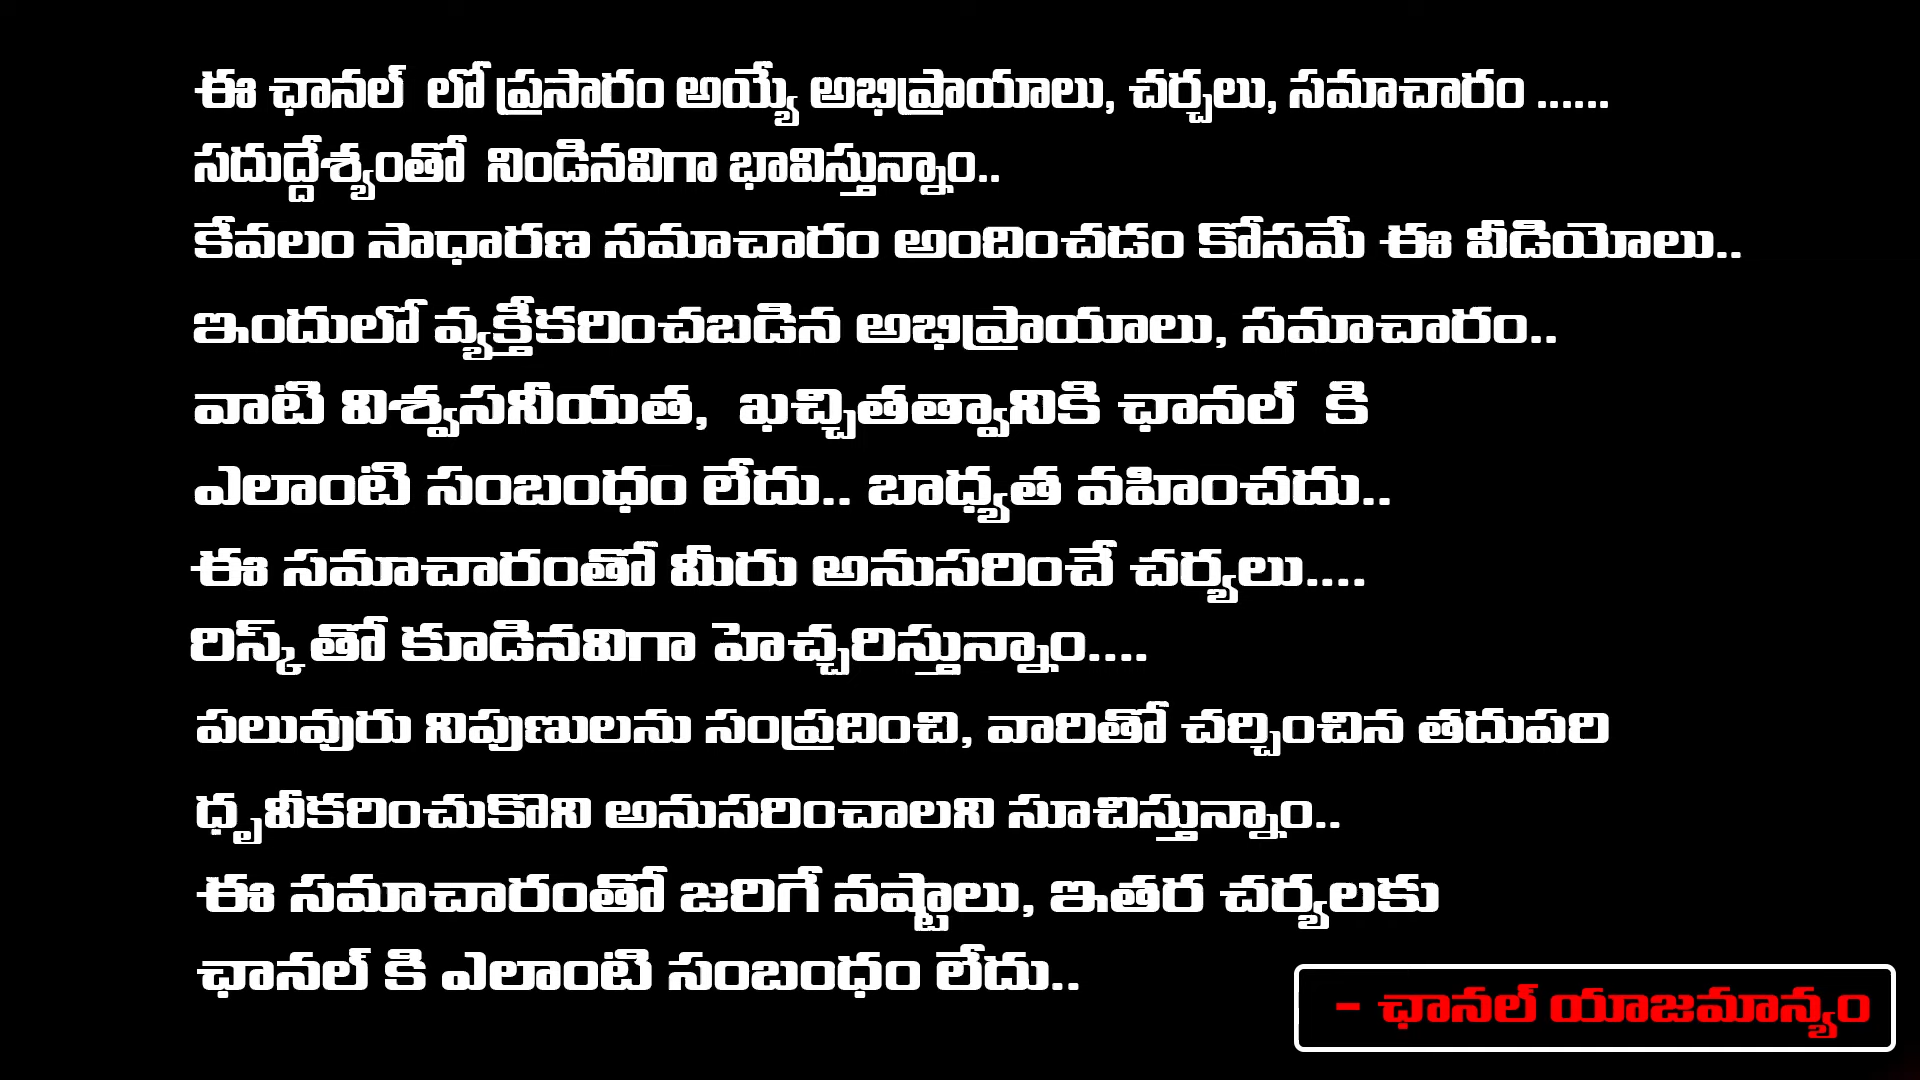 ఈ ఛానల్ లో ప్రసారం అయ్యే అభిప్రాయాలు, చర్చలు, సమాచారం ......
సదుద్దేశ్యంతో నిండినవిగా భావిస్తున్నాం..
కేవలం సాధారణ సమాచారం అందించడం కోసమే ఈ వీడియోలు..
ఇందులో వ్యక్తీకరించబడిన అభిప్రాయాలు, సమాచారం..
వాటి విశ్వసనీయత, ఖచ్చితత్వానికి ఛానల్ కి
ఎలాంటి సంబంధం లేదు.. బాధ్యత వహించదు..
ఈ సమాచారంతో మీరు అనుసరించే చర్యలు....
రిస్క్ తో కూడినవిగా హెచ్చరిస్తున్నాం....
పలువురు నిపుణులను సంప్రదించి, వారితో చర్చించిన తదుపరి
ధృవీకరించుకొని అనుసరించాలని సూచిస్తున్నాం..
ఈ సమాచారంతో జరిగే నష్టాలు, ఇతర చర్యలకు
ఛానల్ కి ఎలాంటి సంబంధం లేదు..
- ఛానల్ యాజమాన్యం